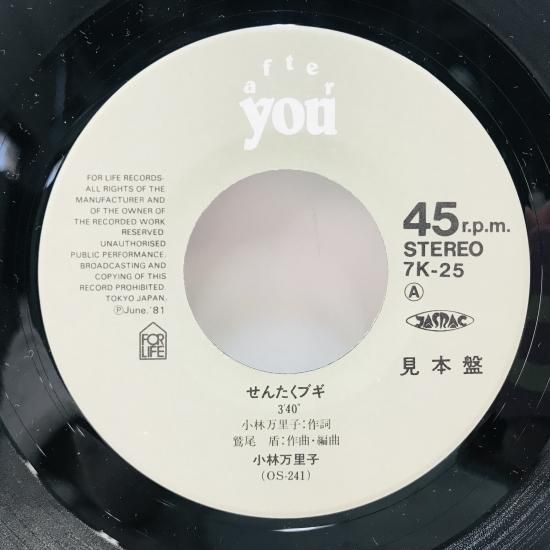 after
you
FOR LIFE RECORDS-
ALL RIGHTS OF THE
MANUFACTURER AND
OF THE OWNER OF
THE RECORDED WORK
RESERVED.
UNAUTHORISED
PUBLIC PERFORMANCE.
BROADCASTING AND
COPYING OF THIS
RECORD PROHIBITED.
TOKYO JAPAN.
Ⓟ June.'81
FOR
LIFE
45 r.p.m.
STEREO
7K-25
Ⓐ
JASRAC
見本盤
せんたくブギ
3'40"
小林万里子:作詞
鷲尾 盾:作曲・編曲
小林万里子
(OS-241)